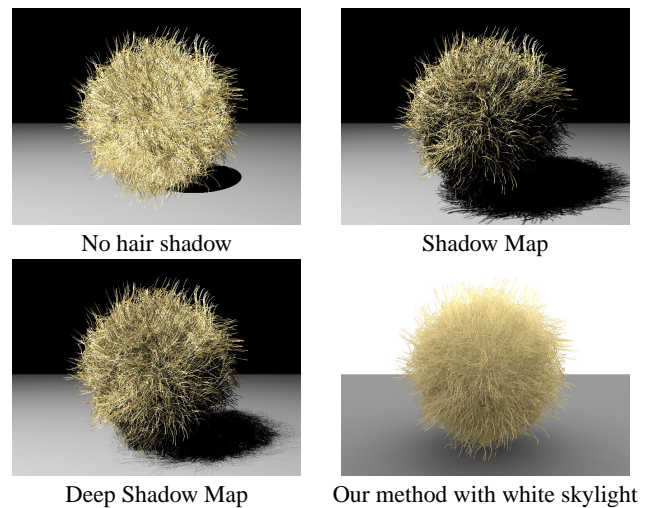 No hair shadow
Shadow Map
Deep Shadow Map
Our method with white skylight